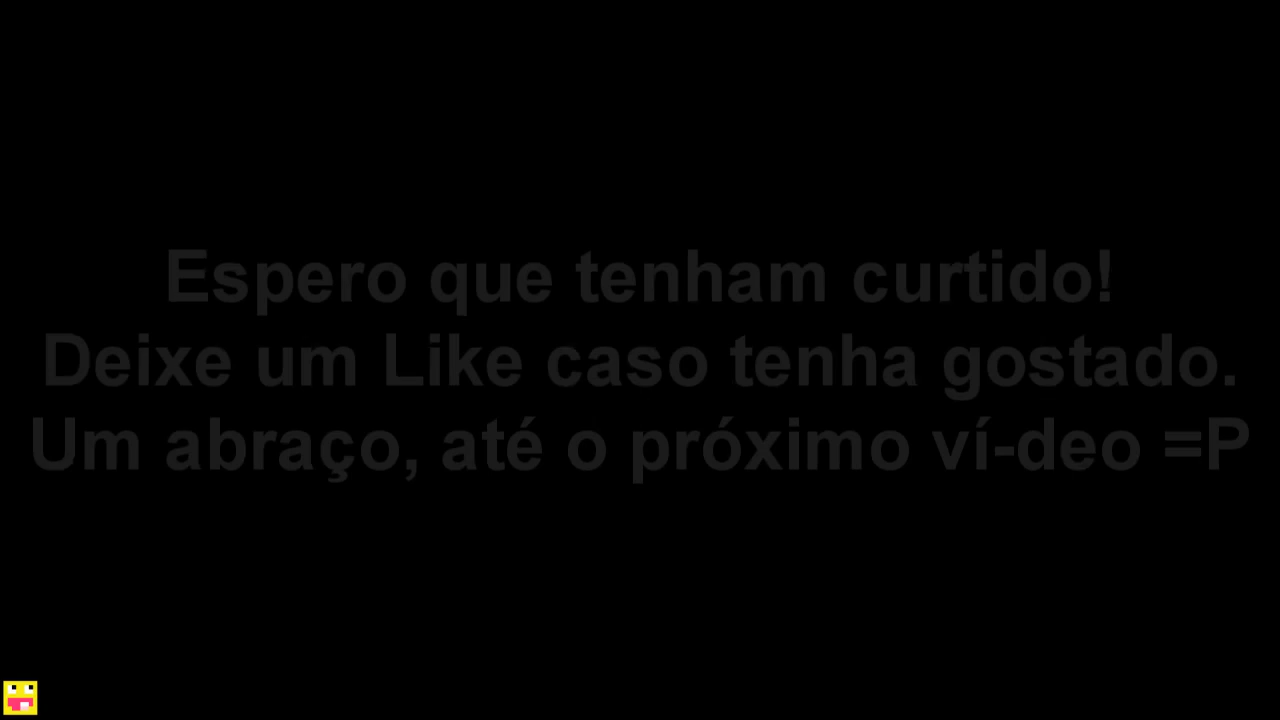 Espero que tenham curtido!
Deixe um Like caso tenha gostado.
Um abraço, até o próximo ví-deo =P